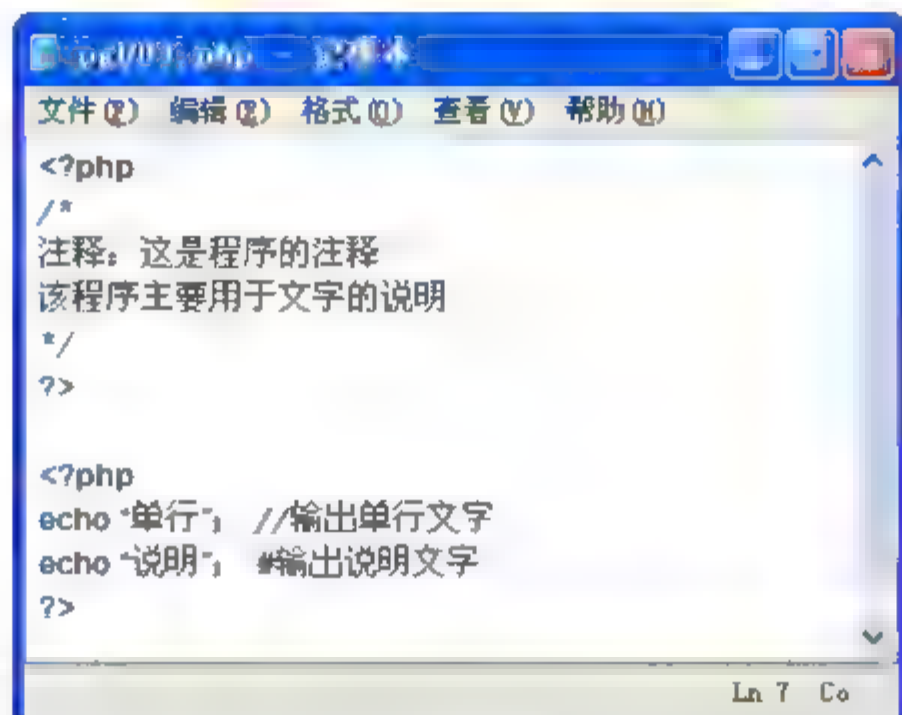 文件(F) 编辑(E) 格式(O) 查看(V) 帮助(H)
<?php
/*
注释：这是程序的注释
该程序主要用于文字的说明
*/
?>
<?php
echo "单行"; //输出单行文字
echo "说明"; #输出说明文字
?>
Ln 7 Co